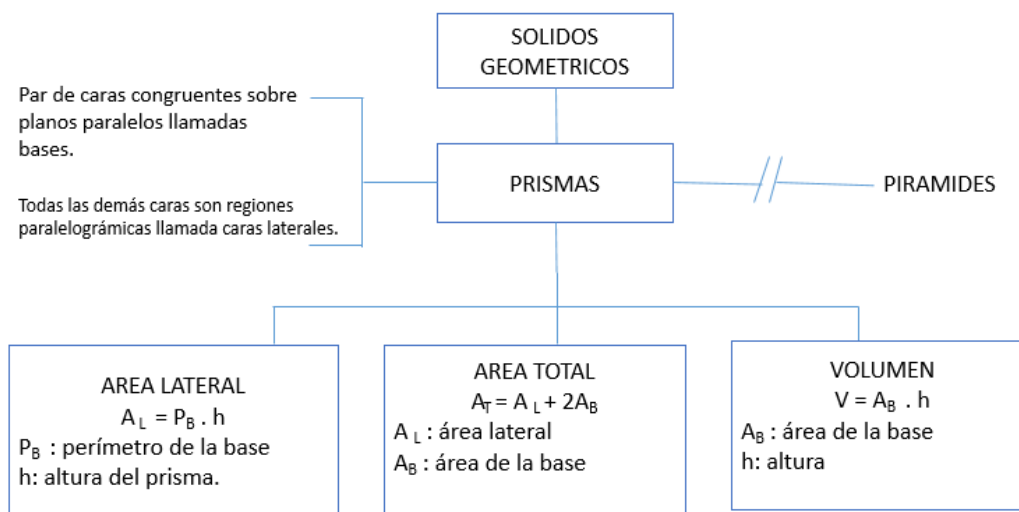 SOLIDOS
GEOMETRICOS
Par de caras congruentes sobre
planos paralelos llamadas
bases.
Todas las demás caras son regiones
paralelográmicas llamada caras laterales.
PRISMAS
PIRAMIDES
AREA LATERAL
A L = PB . h
PB : perímetro de la base
h: altura del prisma.
AREA TOTAL
AT = A L + 2AB
A L : área lateral
AB : área de la base
VOLUMEN
V = AB . h
AB : área de la base
h: altura